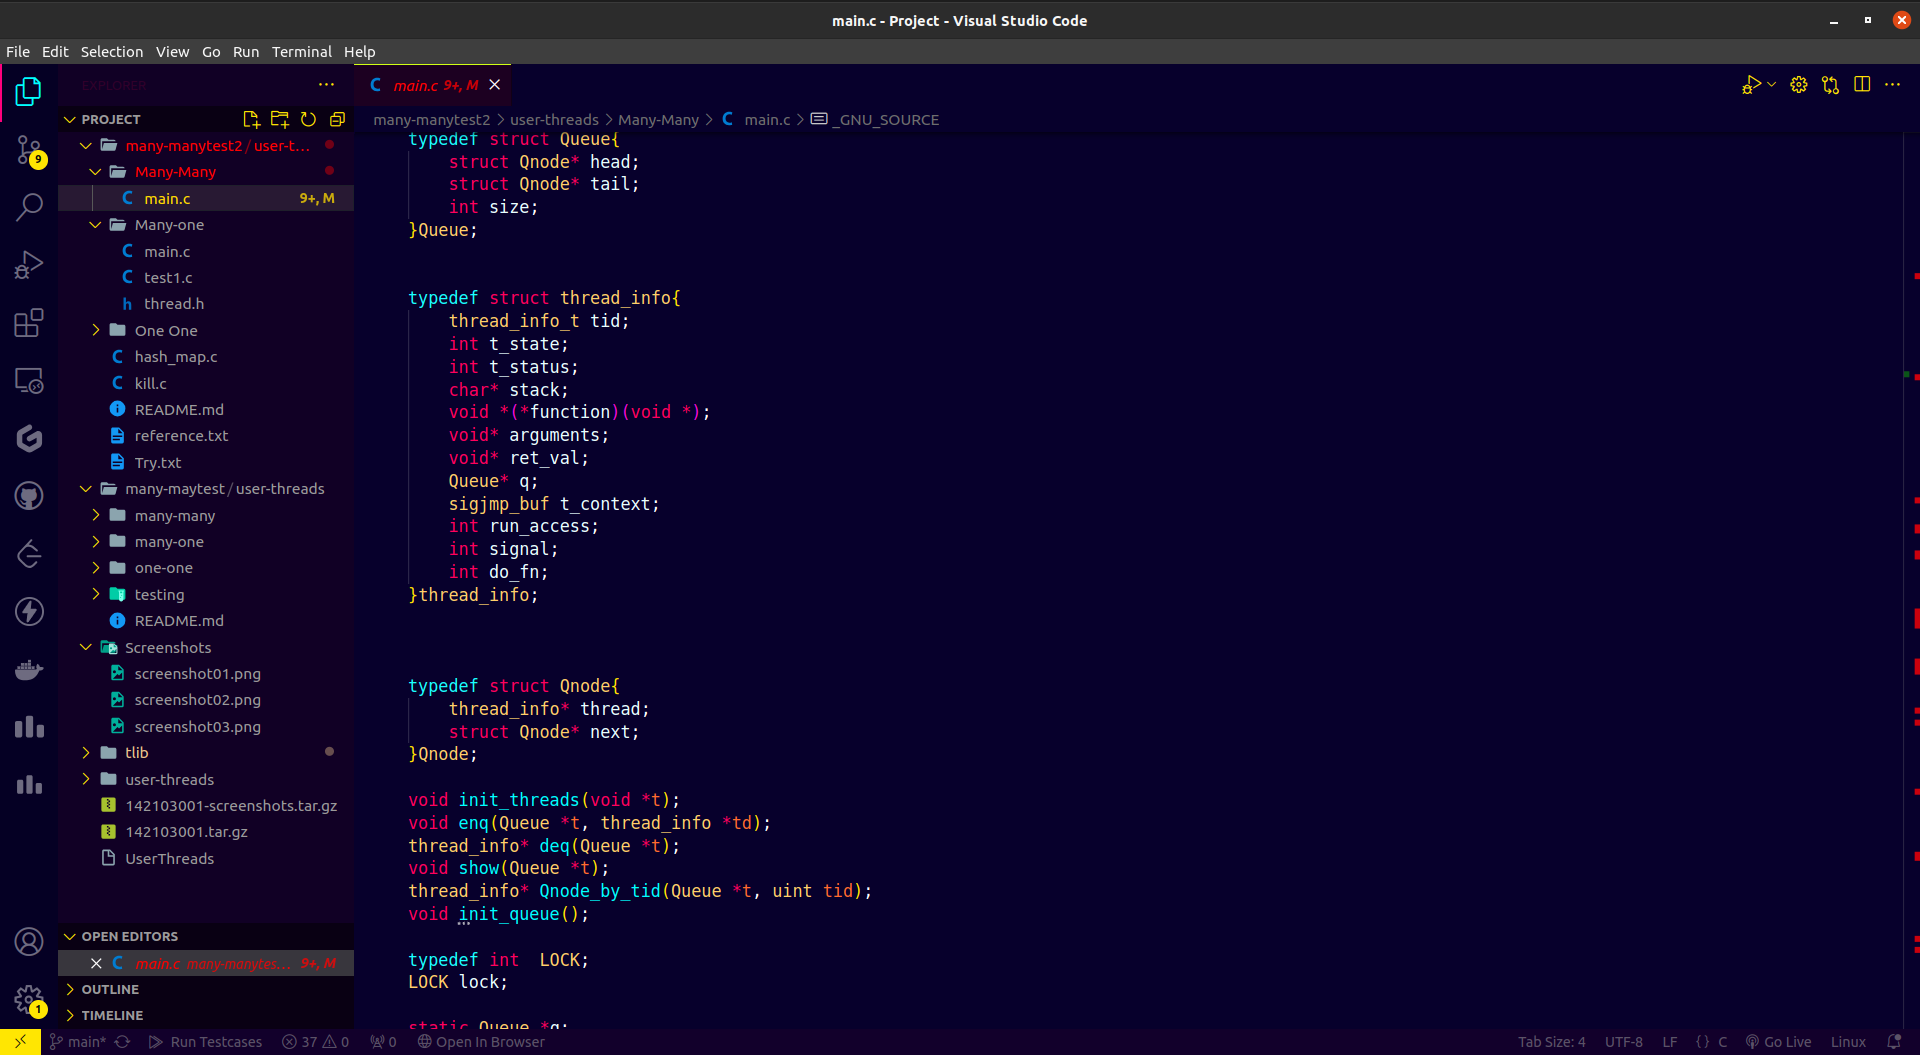 main.c - Project - Visual Studio Code
File Edit Selection View Go Run Terminal Help
EXPLORER
main.c 9+, M
PROJECT
many-manytest2 > user-threads > Many-Many > C main.c > _GNU_SOURCE
many-manytest2 / user-t...
Many-Many
C main.c 9+, M
Many-one
C main.c
C test1.c
h thread.h
One One
C hash_map.c
C kill.c
README.md
reference.txt
Try.txt
many-maytest / user-threads
many-many
many-one
one-one
testing
README.md
Screenshots
screenshot01.png
screenshot02.png
screenshot03.png
tlib
user-threads
142103001-screenshots.tar.gz
142103001.tar.gz
UserThreads
OPEN EDITORS
C main.c many-manytes... 9+, M
OUTLINE
TIMELINE
9
1
typedef struct Queue{
struct Qnode* head;
struct Qnode* tail;
int size;
}Queue;
typedef struct thread_info{
thread_info_t tid;
int t_state;
int t_status;
char* stack;
void *(*function)(void *);
void* arguments;
void* ret_val;
Queue* q;
sigjmp_buf t_context;
int run_access;
int signal;
int do_fn;
}thread_info;
typedef struct Qnode{
thread_info* thread;
struct Qnode* next;
}Qnode;
void init_threads(void *t);
void enq(Queue *t, thread_info *td);
thread_info* deq(Queue *t);
void show(Queue *t);
thread_info* Qnode_by_tid(Queue *t, uint tid);
void init_queue();
typedef int  LOCK;
LOCK lock;
static Queue *q;
main* Run Testcases 37 0 0 Open In Browser Tab Size: 4 UTF-8 LF {} C Go Live Linux